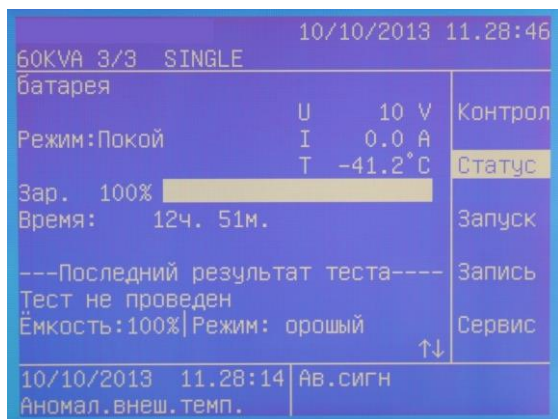 10/10/2013 11.28:46
60KVA 3/3 SINGLE
батарея
U 10 V
Контрол
Режим:Покой I 0.0 A
T -41.2°C
Статус
Зар. 100%
Время: 12ч. 51м.
Запуск
---Последний результат теста----
Запись
Тест не проведен
Ёмкость:100%|Режим: орошый
Сервис
↑↓
10/10/2013 11.28:14 Ав.сигн
Аномал.внеш.темп.